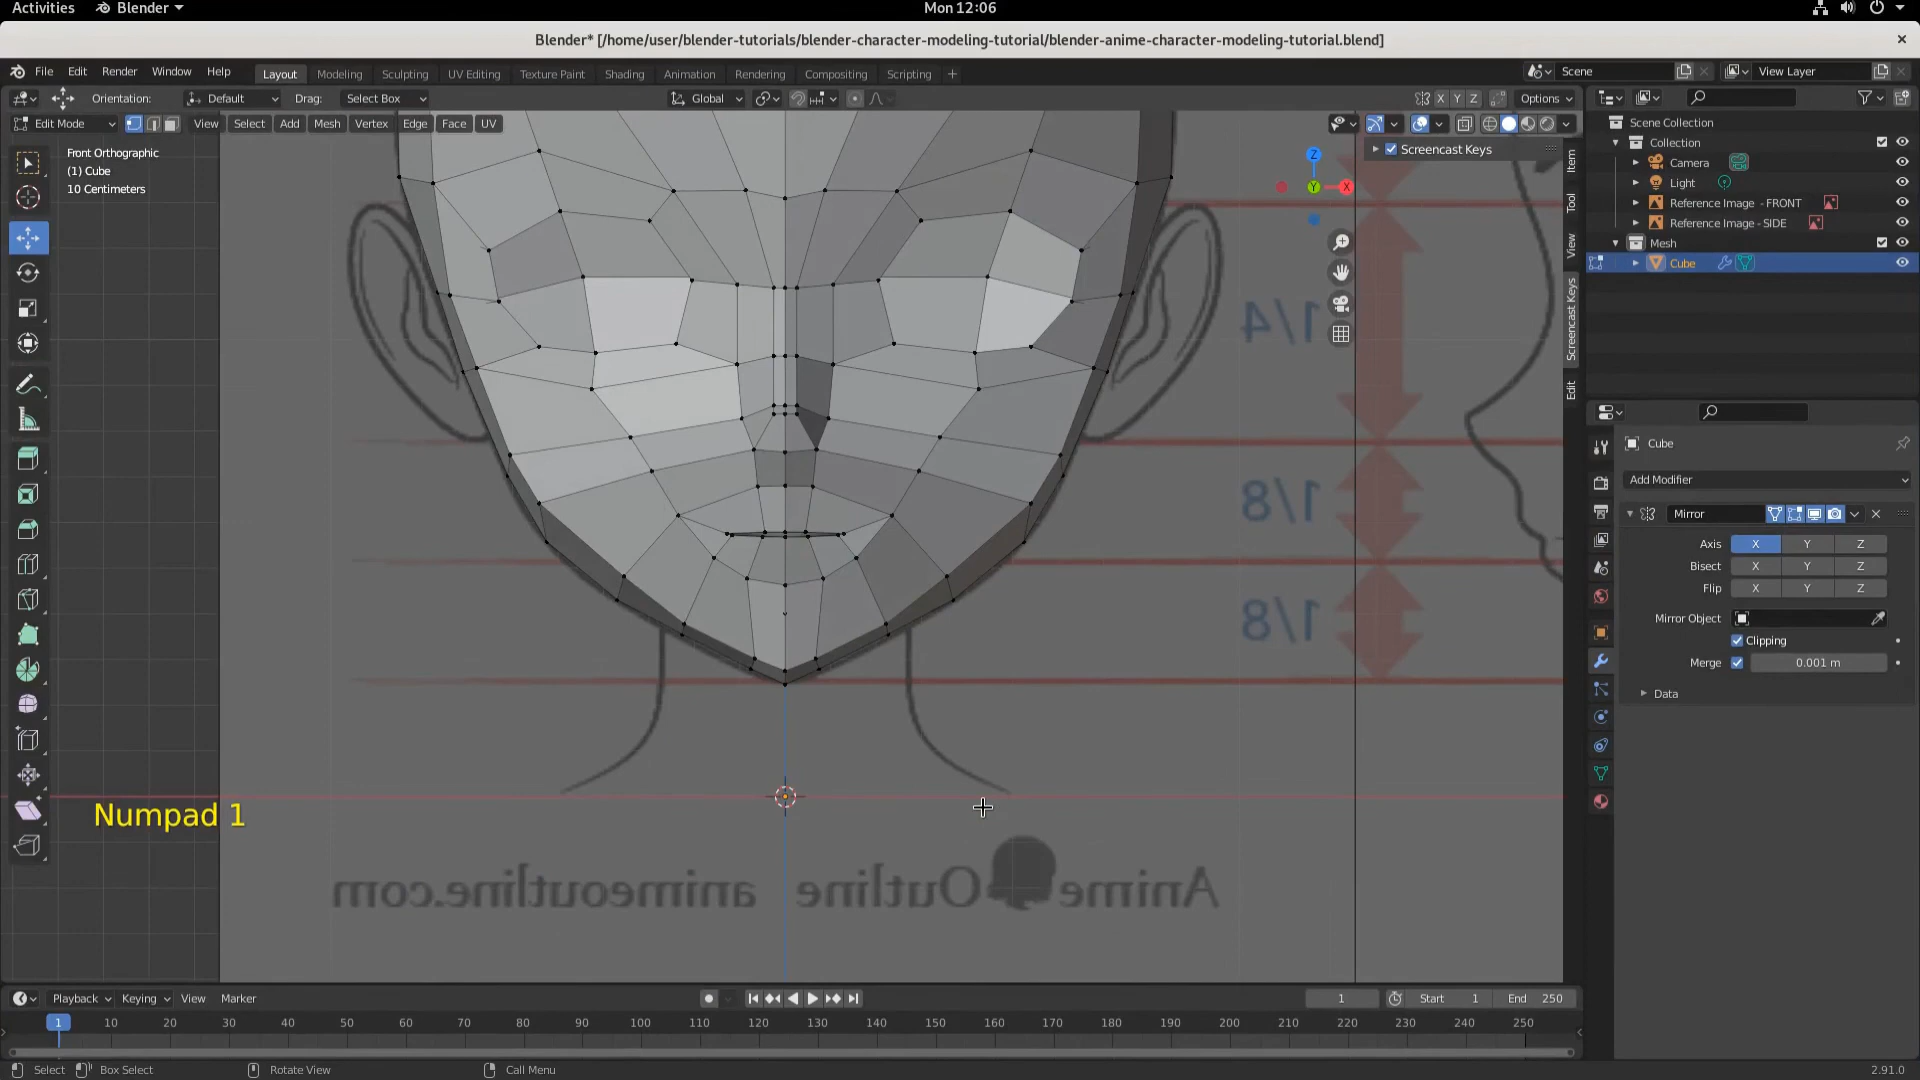 Activities Blender Mon 12:06
Blender* [/home/user/blender-tutorials/blender-character-modeling-tutorial/blender-anime-character-modeling-tutorial.blend]
File Edit Render Window Help Layout Modeling Sculpting UV Editing Texture Paint Shading Animation Rendering Compositing Scripting + Scene View Layer
Orientation: Default Drag: Select Box Global X Y Z Options
Edit Mode View Select Add Mesh Vertex Edge Face UV
Front Orthographic
(1) Cube
10 Centimeters
Screencast Keys
Z
Y
X
Item
Tool
View
Screencast Keys
Edit
Scene Collection
Collection
Camera
Light
Reference Image - FRONT
Reference Image - SIDE
Mesh
Cube
1/4
1/8
1/8
Numpad 1
Anime Outline animeoutline.com
Cube
Add Modifier
Mirror
Axis X Y Z
Bisect X Y Z
Flip X Y Z
Mirror Object
Clipping
Merge 0.001 m
Data
Playback Keying View Marker 1 Start 1 End 250
1 10 20 30 40 50 60 70 80 90 100 110 120 130 140 150 160 170 180 190 200 210 220 230 240 250
Select Box Select Rotate View Call Menu 2.91.0